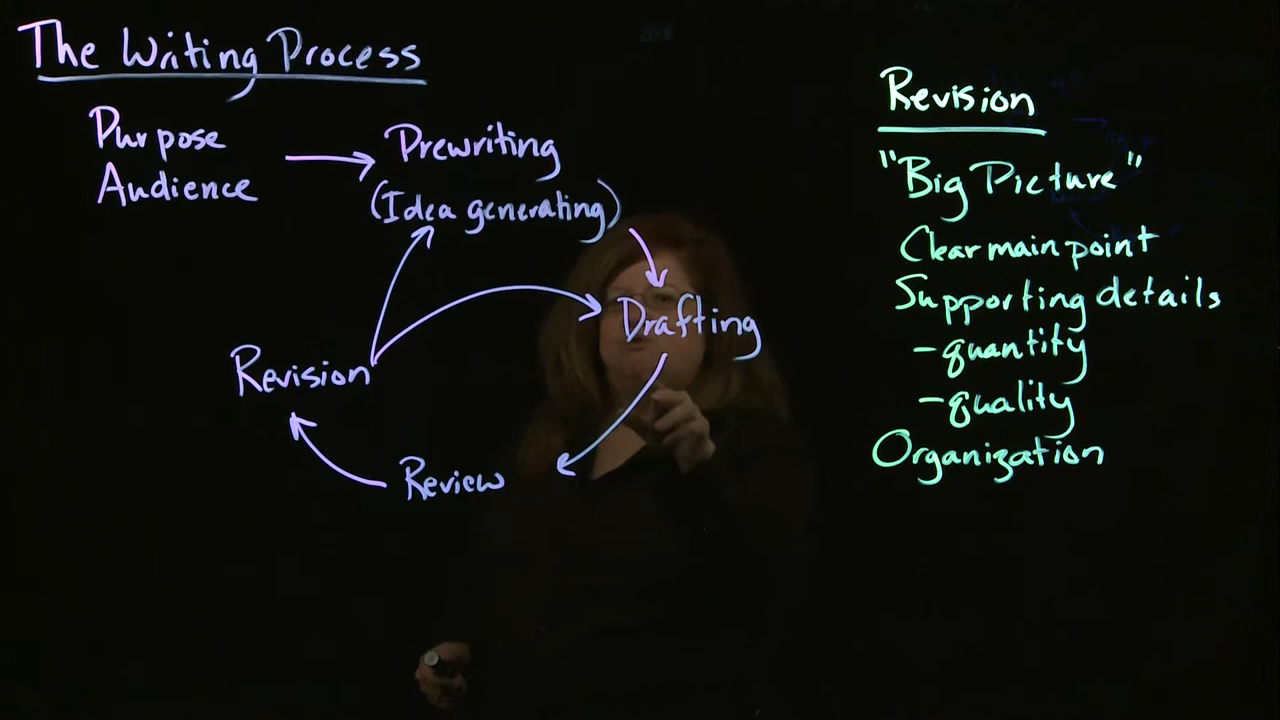 The Writing Process
Purpose
Audience
Prewriting
(Idea generating)
Drafting
Revision
Review
Revision
"Big Picture"
Clear main point
Supporting details
-quantity
-quality
Organization